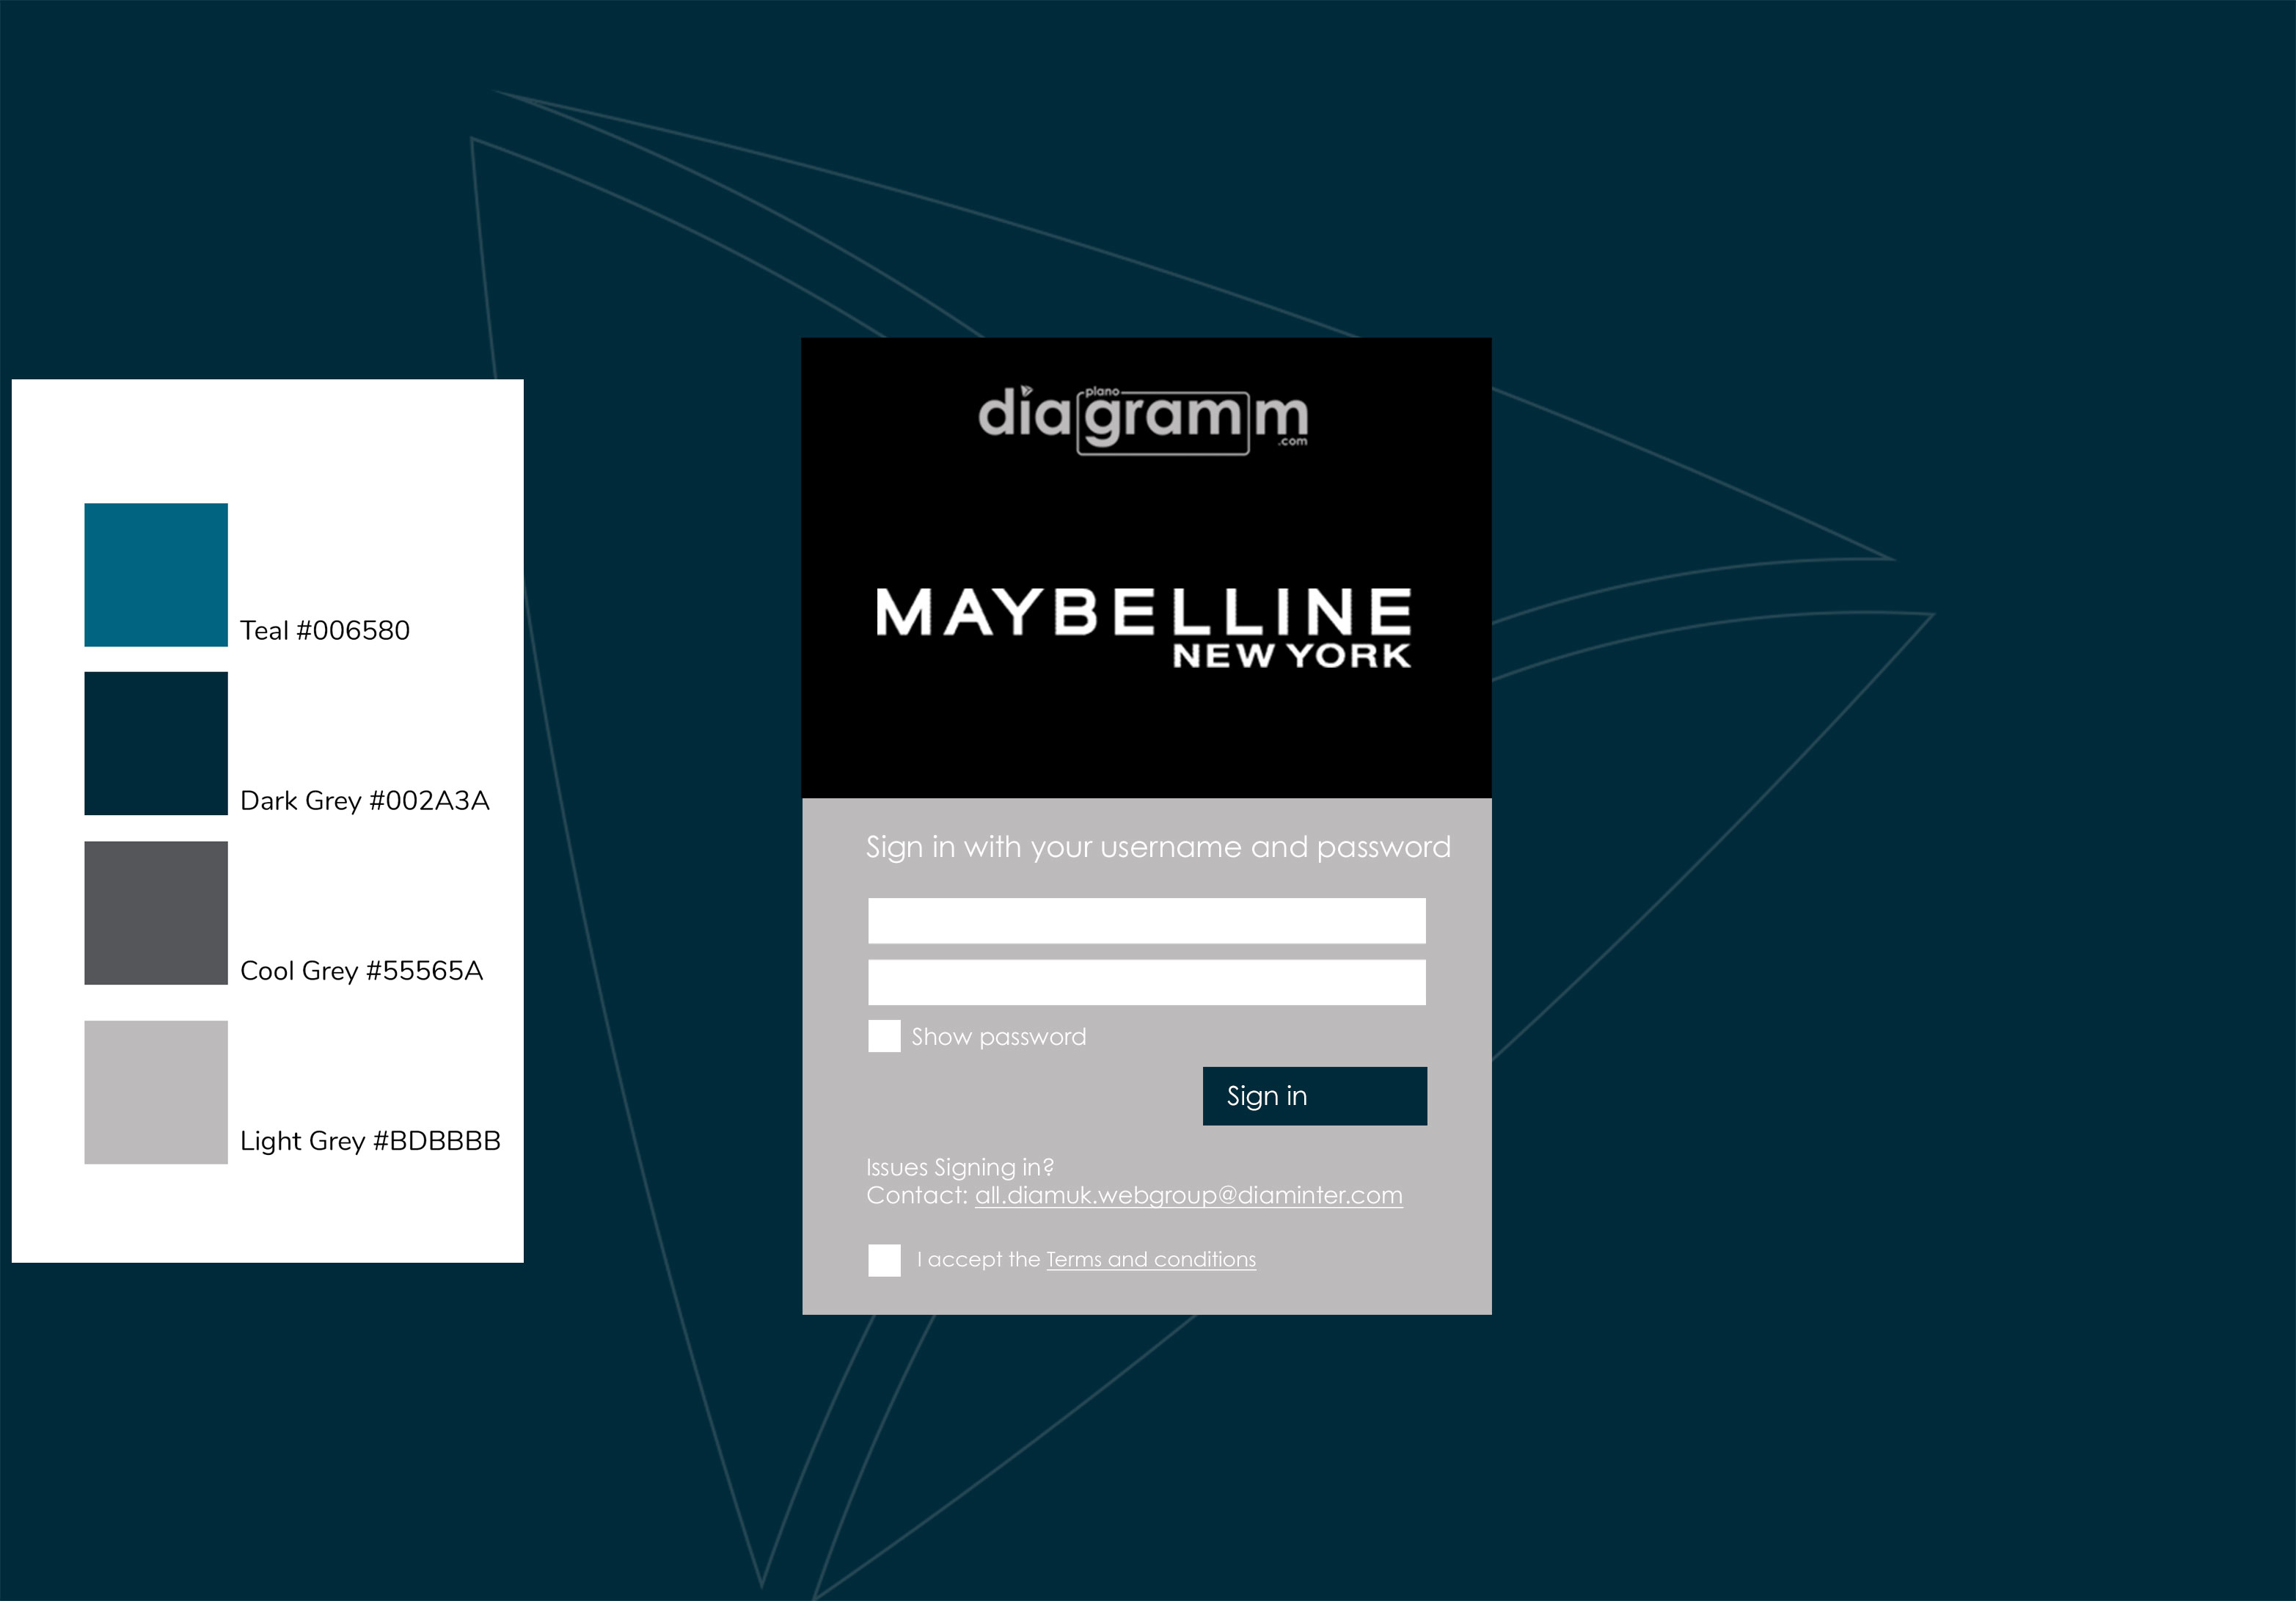 Teal #006580
Dark Grey #002A3A
Cool Grey #55565A
Light Grey #BDBBBB
plano
diagramm
.com
MAYBELLINE
NEW YORK
Sign in with your username and password
Show password
Sign in
Issues Signing in?
Contact: all.diamuk.webgroup@diaminter.com
I accept the Terms and conditions